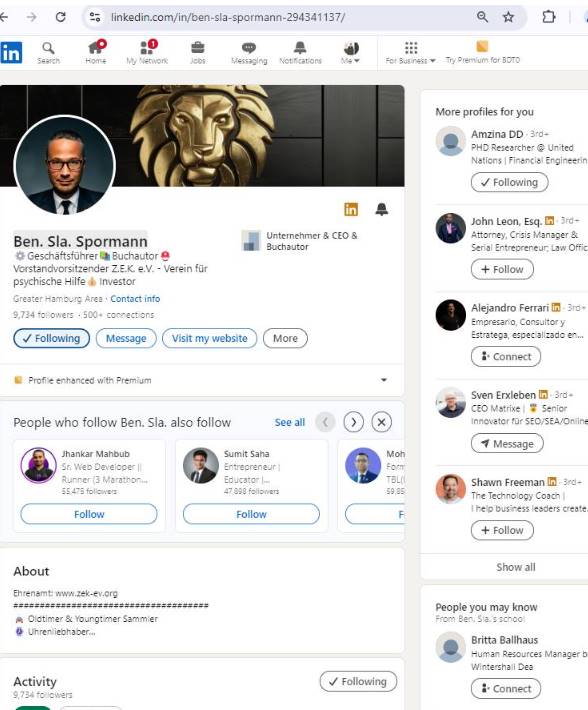 linkedin.com/in/ben-sla-spormann-294341137/
in
Search
Home
1
My Network
Jobs
Messaging
Notifications
Me
For Business
Try Premium for BDT0
in
Ben. Sla. Spormann
Geschäftsführer Buchautor
Vorstandvorsitzender Z.E.K. e.V. - Verein für
psychische Hilfe Investor
Unternehmer & CEO &
Buchautor
Greater Hamburg Area · Contact info
9,734 followers · 500+ connections
Following
Message
Visit my website
More
Profile enhanced with Premium
People who follow Ben. Sla. also follow
See all
Jhankar Mahbub
Sr. Web Developer ||
Runner (3 Marathon...
55,475 followers
Follow
Sumit Saha
Entrepreneur |
Educator |...
47,898 followers
Follow
Moh
Form
TBL(
59,85
F
About
Ehrenamt: www.zek-ev.org
####################################
Oldtimer & Youngtimer Sammler
Uhrenliebhaber...
Activity
9,734 followers
Following
More profiles for you
Amzina DD · 3rd+
PHD Researcher @ United
Nations | Financial Engineerin
Following
John Leon, Esq. in · 3rd+
Attorney, Crisis Manager &
Serial Entrepreneur; Law Offic
Follow
Alejandro Ferrari in · 3rd+
Empresario, Consultor y
Estratega, especializado en...
Connect
Sven Erxleben in · 3rd+
CEO Matrixe | Senior
Innovator für SEO/SEA/Online
Message
Shawn Freeman in · 3rd+
The Technology Coach |
I help business leaders create
Follow
Show all
People you may know
From Ben. Sla.'s school
Britta Ballhaus
Human Resources Manager b
Wintershall Dea
Connect